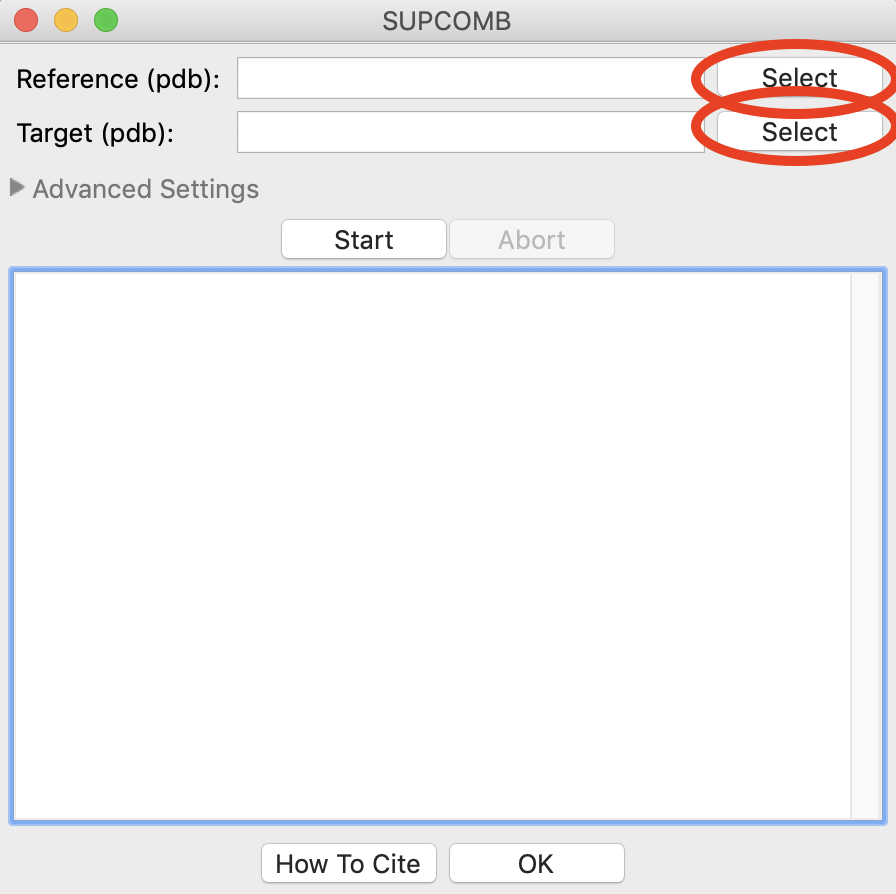 SUPCOMB
Reference (pdb): Select
Target (pdb): Select
Advanced Settings
Start Abort
How To Cite OK